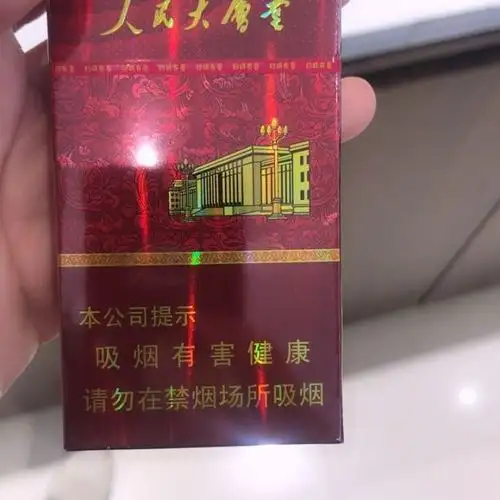 人民大會堂
本公司提示
吸烟有害健康
请勿在禁烟场所吸烟